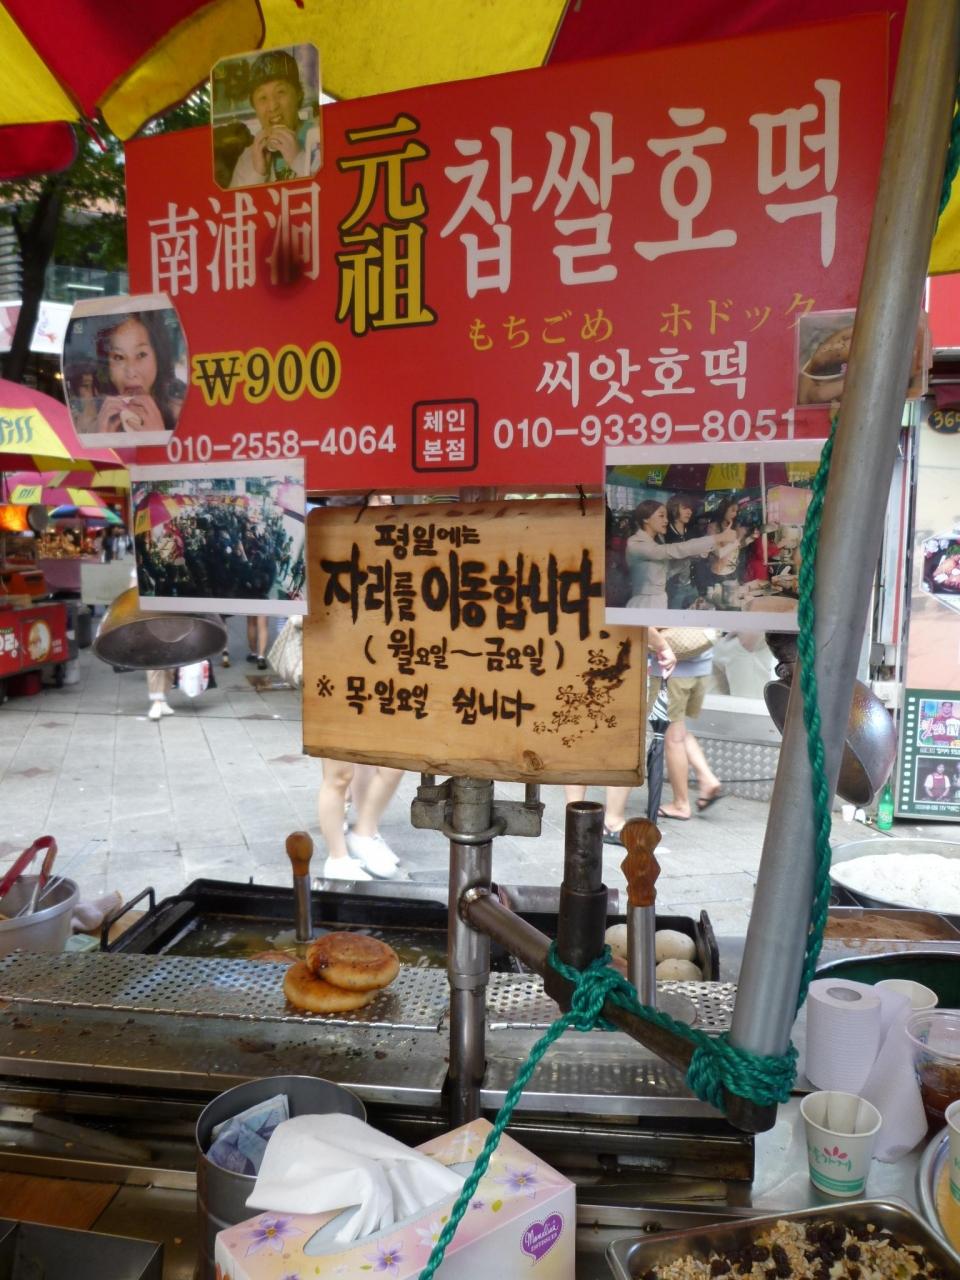 南浦洞 元祖 찹쌀호떡
もちごめ ホドック
₩900
씨앗호떡
010-2558-4064
체인
본점
010-9339-8051
평일에는
자리를 이동합니다.
( 월요일~금요일 )
※ 목·일요일 쉽니다